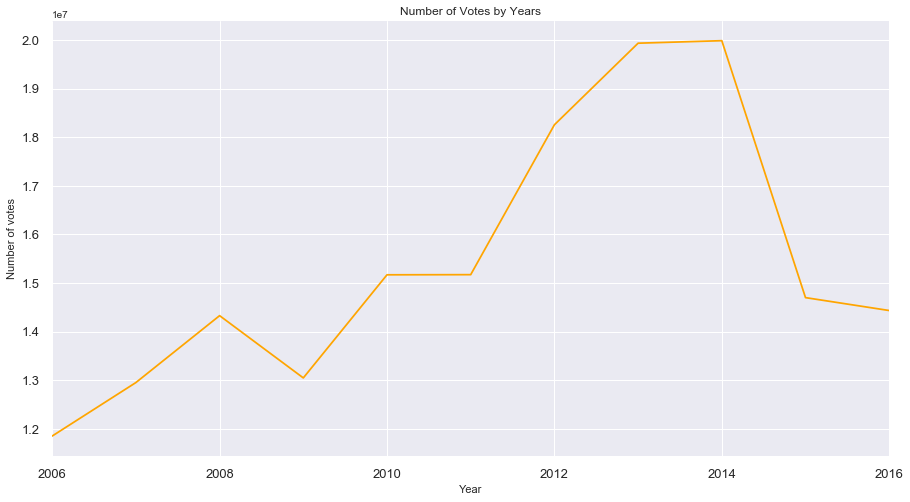 Number of Votes by Years
1e7
2.0
1.9
1.8
1.7
1.6
1.5
1.4
1.3
1.2
Number of votes
2006 2008 2010 2012 2014 2016
Year